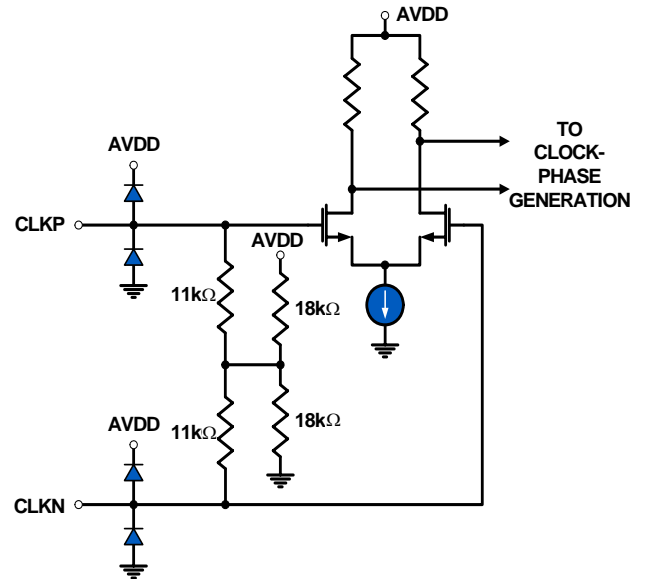 AVDD
TO
CLOCK-
PHASE
GENERATION
AVDD
CLKP
AVDD
11kΩ
18kΩ
AVDD
11kΩ
18kΩ
CLKN